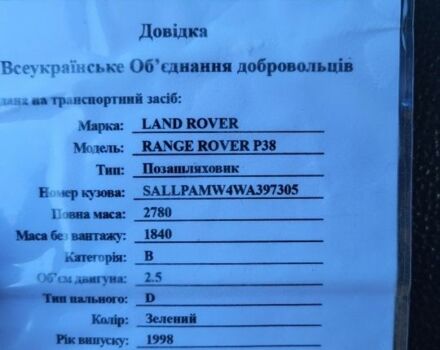 Довідка
Всеукраїнське Об’єднання добровольців
дана на транспортний засіб:
Марка: LAND ROVER
Модель: RANGE ROVER P38
Тип: Позашляховик
Номер кузова: SALLPAMW4WA397305
Повна маса: 2780
Маса без вантажу: 1840
Категорія: B
Об’єм двигуна: 2.5
Тип пального: D
Колір: Зелений
Рік випуску: 1998